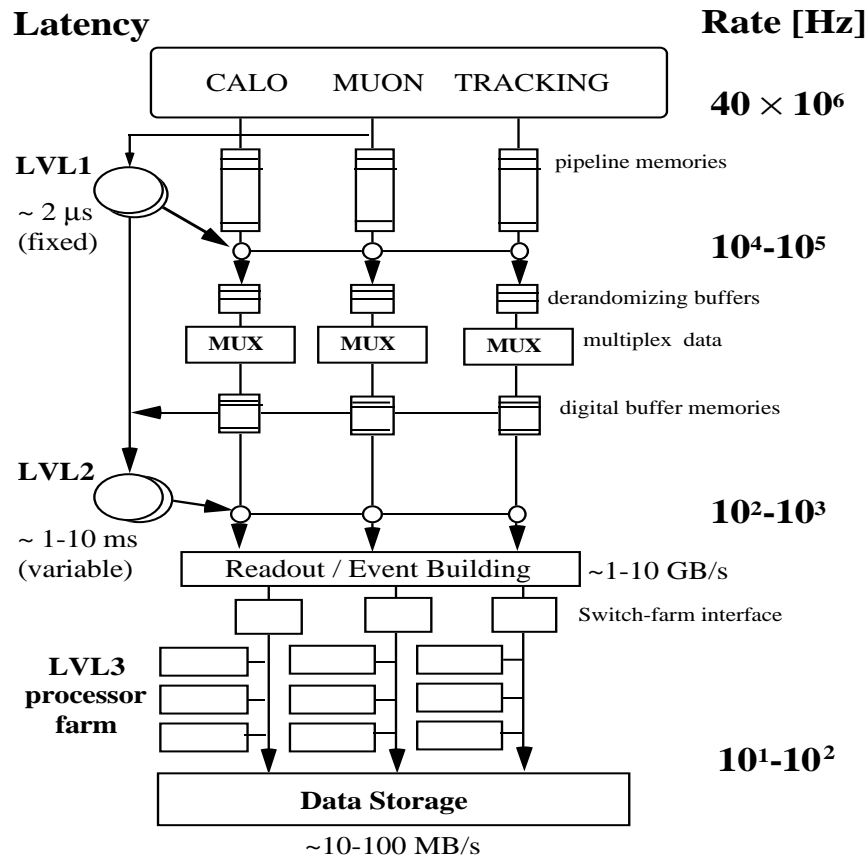 Latency
Rate [Hz]
CALO MUON TRACKING
40 × 10⁶
LVL1
pipeline memories
~ 2 μs
(fixed)
10⁴-10⁵
derandomizing buffers
MUX MUX MUX
multiplex data
digital buffer memories
LVL2
10²-10³
~ 1-10 ms
(variable)
Readout / Event Building
~1-10 GB/s
Switch-farm interface
LVL3
processor
farm
10¹-10²
Data Storage
~10-100 MB/s